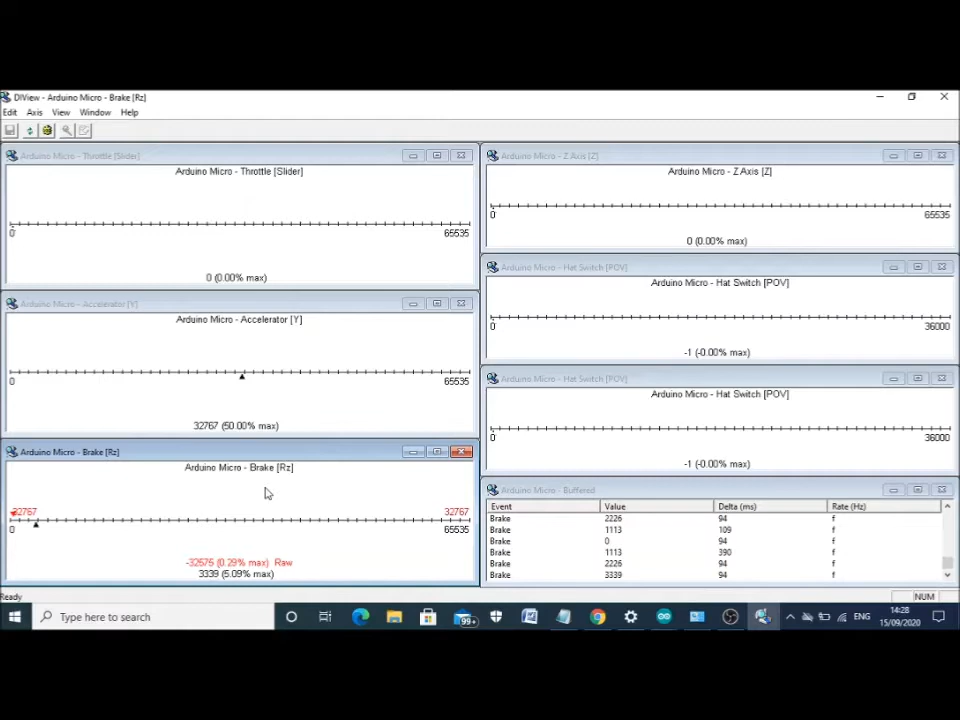 DIView - Arduino Micro - Brake [Rz]
Edit Axis View Window Help
Arduino Micro - Throttle [Slider]
Arduino Micro - Throttle [Slider]
0 65535
0 (0.00% max)
Arduino Micro - Accelerator [Y]
Arduino Micro - Accelerator [Y]
0 65535
32767 (50.00% max)
Arduino Micro - Brake [Rz]
Arduino Micro - Brake [Rz]
32767 32767
0 65535
-32575 (0.29% max) Raw
3339 (5.09% max)
Arduino Micro - Z Axis [Z]
Arduino Micro - Z Axis [Z]
0 65535
0 (0.00% max)
Arduino Micro - Hat Switch [POV]
Arduino Micro - Hat Switch [POV]
0 36000
-1 (-0.00% max)
Arduino Micro - Hat Switch [POV]
Arduino Micro - Hat Switch [POV]
0 36000
-1 (-0.00% max)
Arduino Micro - Buffered
Event Value Delta (ms) Rate (Hz)
Brake 2226 94 f
Brake 1113 109 f
Brake 0 94 f
Brake 1113 390 f
Brake 2226 94 f
Brake 3339 94 f
Ready NUM
Type here to search
99+
ENG
14:28
15/09/2020